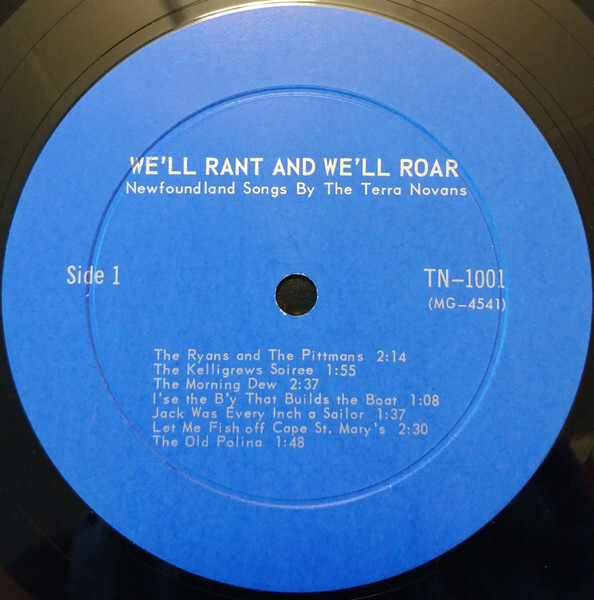 WE'LL RANT AND WE'LL ROAR
Newfoundland Songs By The Terra Novans
Side 1
TN-1001
(MG-4541)
The Ryans and The Pittmans 2:14
The Kelligrews Soiree 1:55
The Morning Dew 2:37
I'se the B'y That Builds the Boat 1:08
Jack Was Every Inch a Sailor 1:37
Let Me Fish off Cape St. Mary's 2:30
The Old Polina 1:48